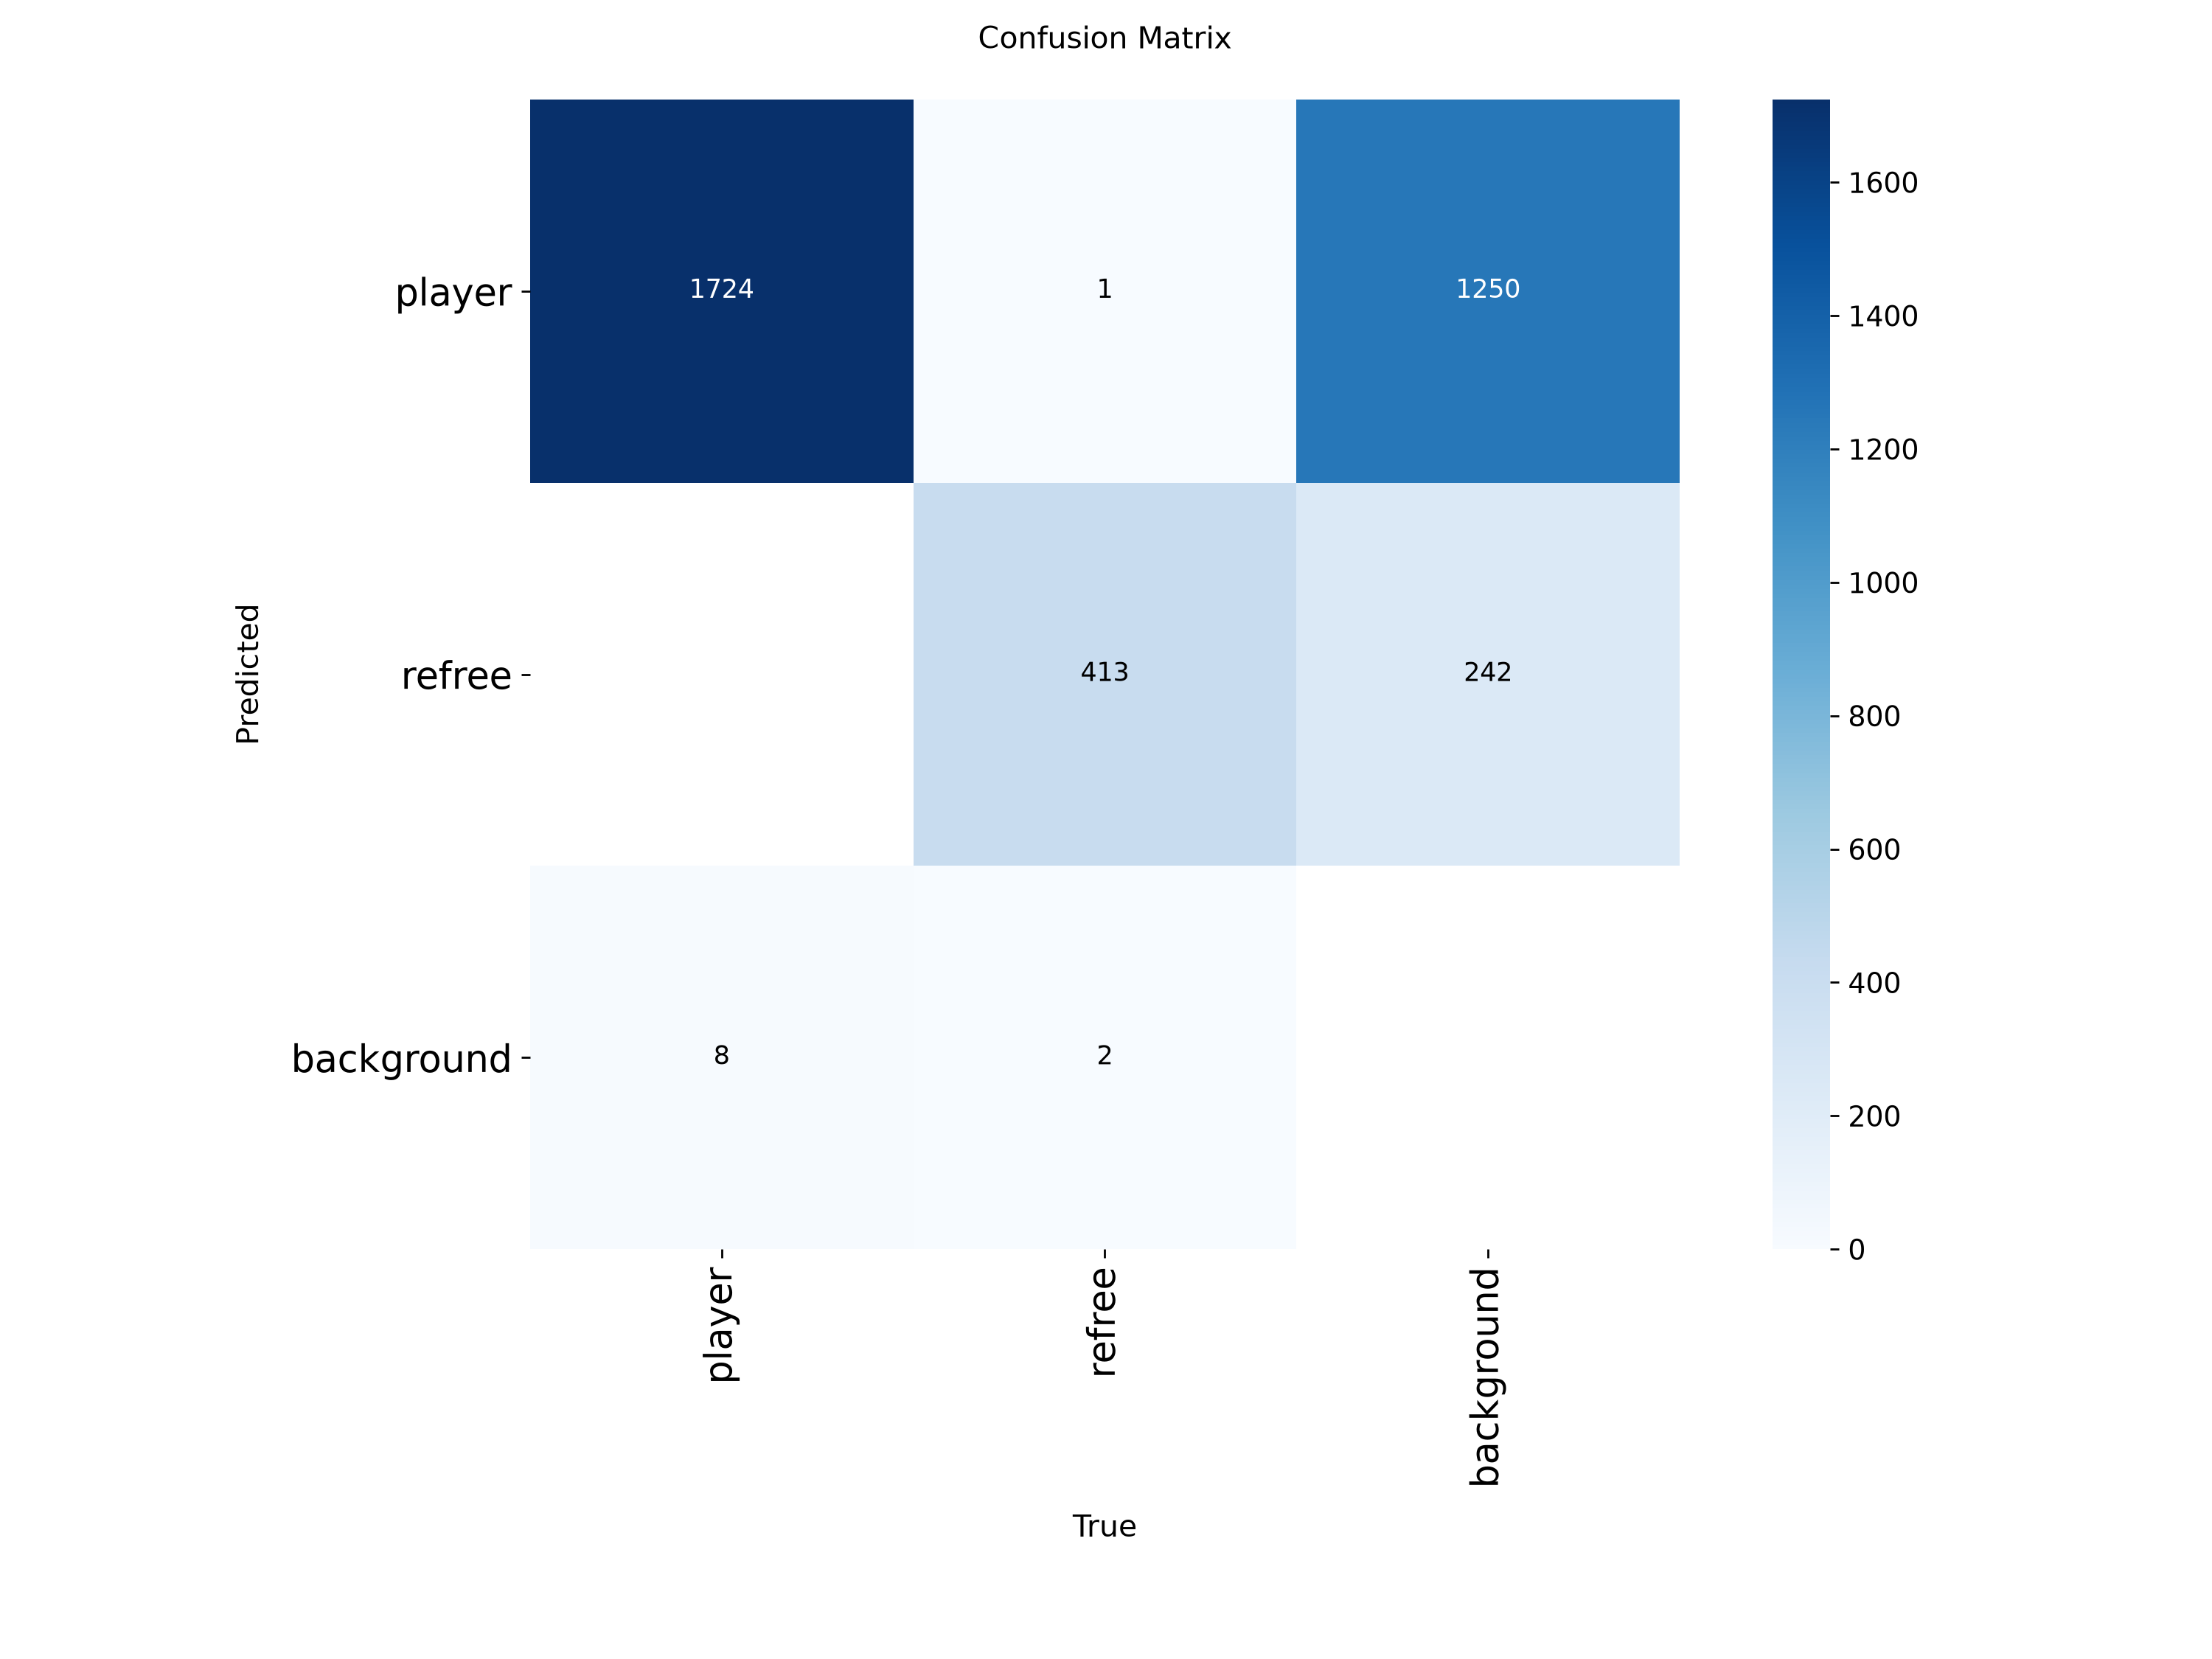 Confusion Matrix
player
1724
1
1250
refree
413
242
background
8
2
Predicted
player
refree
background
True
1600
1400
1200
1000
800
600
400
200
0